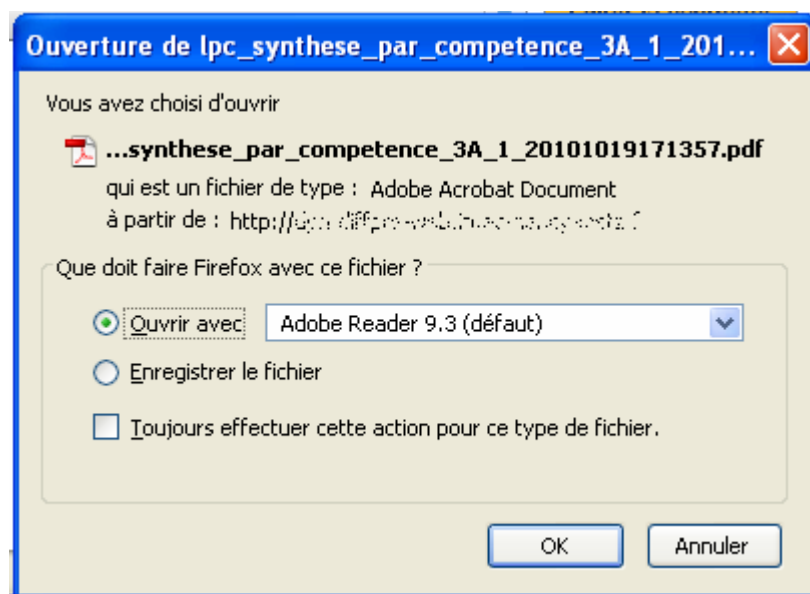 Ouverture de lpc_synthese_par_competence_3A_1_201...
Vous avez choisi d'ouvrir
...synthese_par_competence_3A_1_20101019171357.pdf
qui est un fichier de type : Adobe Acrobat Document
à partir de : http://
Que doit faire Firefox avec ce fichier ?
Ouvrir avec Adobe Reader 9.3 (défaut)
Enregistrer le fichier
Toujours effectuer cette action pour ce type de fichier.
OK Annuler